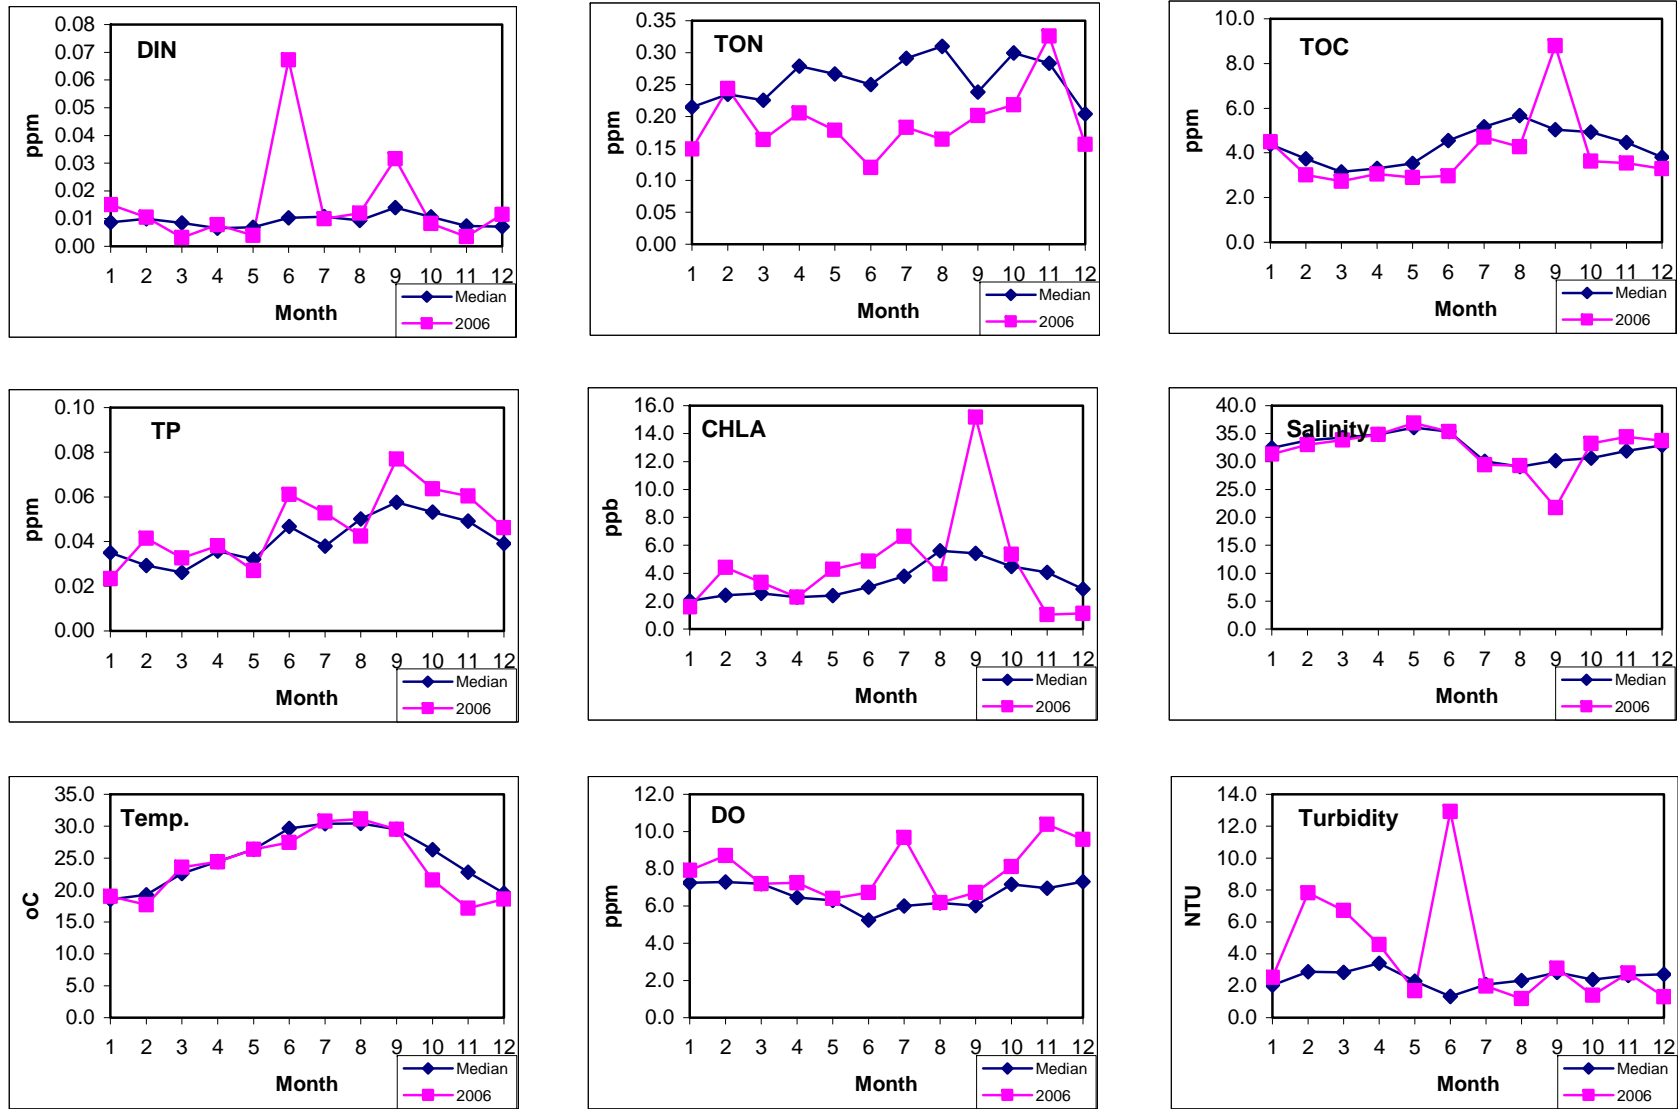 DIN
0.08
0.07
0.06
0.05
0.04
0.03
0.02
0.01
0.00
ppm
1 2 3 4 5 6 7 8 9 10 11 12
Month
Median
2006
TON
0.35
0.30
0.25
0.20
0.15
0.10
0.05
0.00
ppm
1 2 3 4 5 6 7 8 9 10 11 12
Month
Median
2006
TOC
10.0
8.0
6.0
4.0
2.0
0.0
ppm
1 2 3 4 5 6 7 8 9 10 11 12
Month
Median
2006
TP
0.10
0.08
0.06
0.04
0.02
0.00
ppm
1 2 3 4 5 6 7 8 9 10 11 12
Month
Median
2006
CHLA
16.0
14.0
12.0
10.0
8.0
6.0
4.0
2.0
0.0
ppb
1 2 3 4 5 6 7 8 9 10 11 12
Month
Median
2006
Salinity
40.0
35.0
30.0
25.0
20.0
15.0
10.0
5.0
0.0
1 2 3 4 5 6 7 8 9 10 11 12
Month
Median
2006
Temp.
35.0
30.0
25.0
20.0
15.0
10.0
5.0
0.0
oC
1 2 3 4 5 6 7 8 9 10 11 12
Month
Median
2006
DO
12.0
10.0
8.0
6.0
4.0
2.0
0.0
ppm
1 2 3 4 5 6 7 8 9 10 11 12
Month
Median
2006
Turbidity
14.0
12.0
10.0
8.0
6.0
4.0
2.0
0.0
NTU
1 2 3 4 5 6 7 8 9 10 11 12
Month
Median
2006